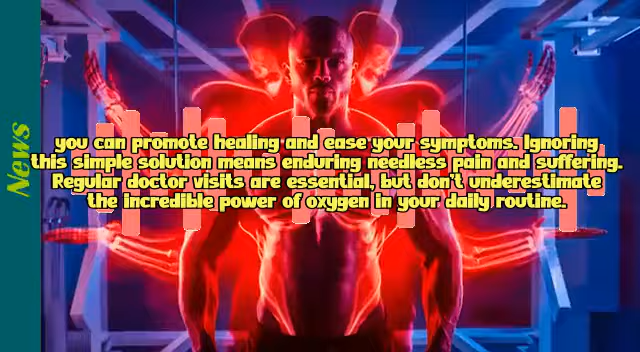 News
you can promote healing and ease your symptoms. Ignoring
this simple solution means enduring needless pain and suffering.
Regular doctor visits are essential, but don't underestimate
the incredible power of oxygen in your daily routine.